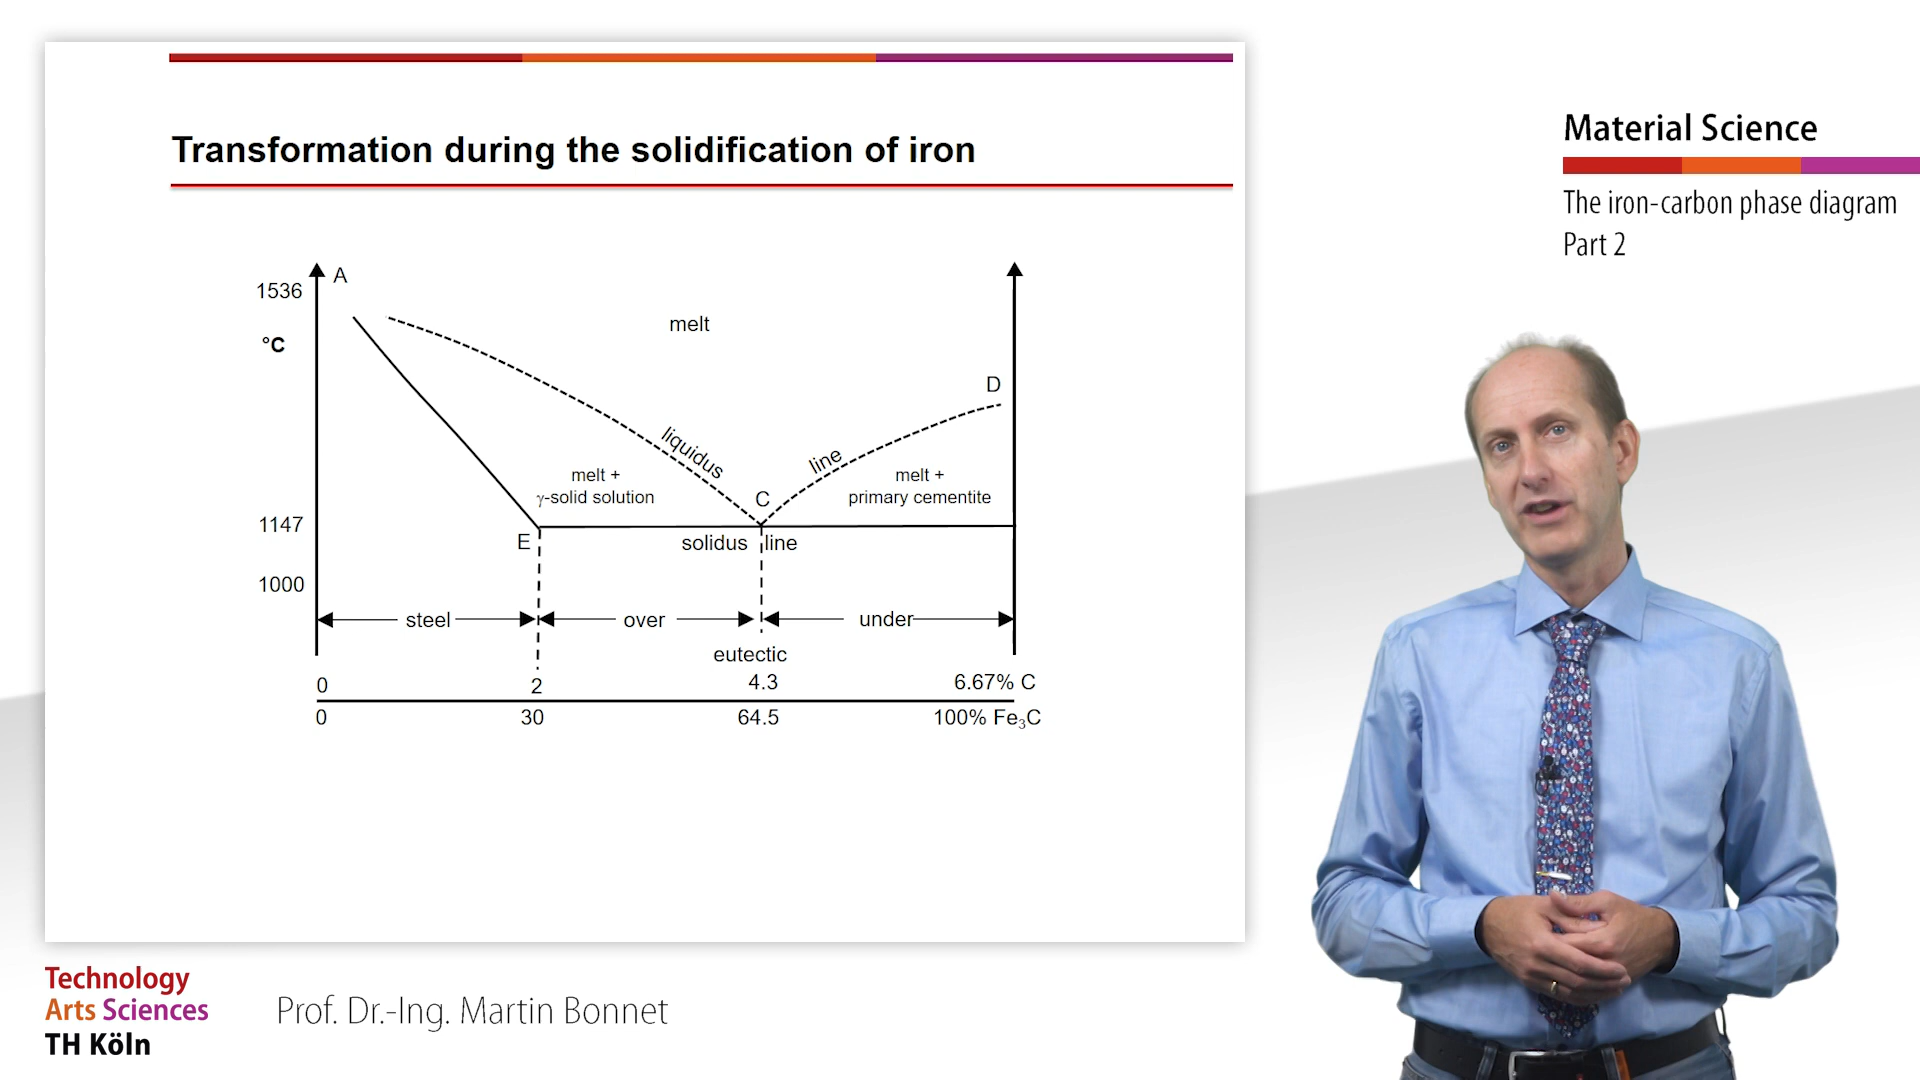 Transformation during the solidification of iron
A
1536
°C
melt
D
liquidus
line
melt +
γ-solid solution
C
melt +
primary cementite
1147
E
solidus line
1000
steel
over
under
eutectic
0
2
4.3
6.67% C
0
30
64.5
100% Fe₃C
Material Science
The iron-carbon phase diagram
Part 2
Technology
Arts Sciences
TH Köln
Prof. Dr.-Ing. Martin Bonnet